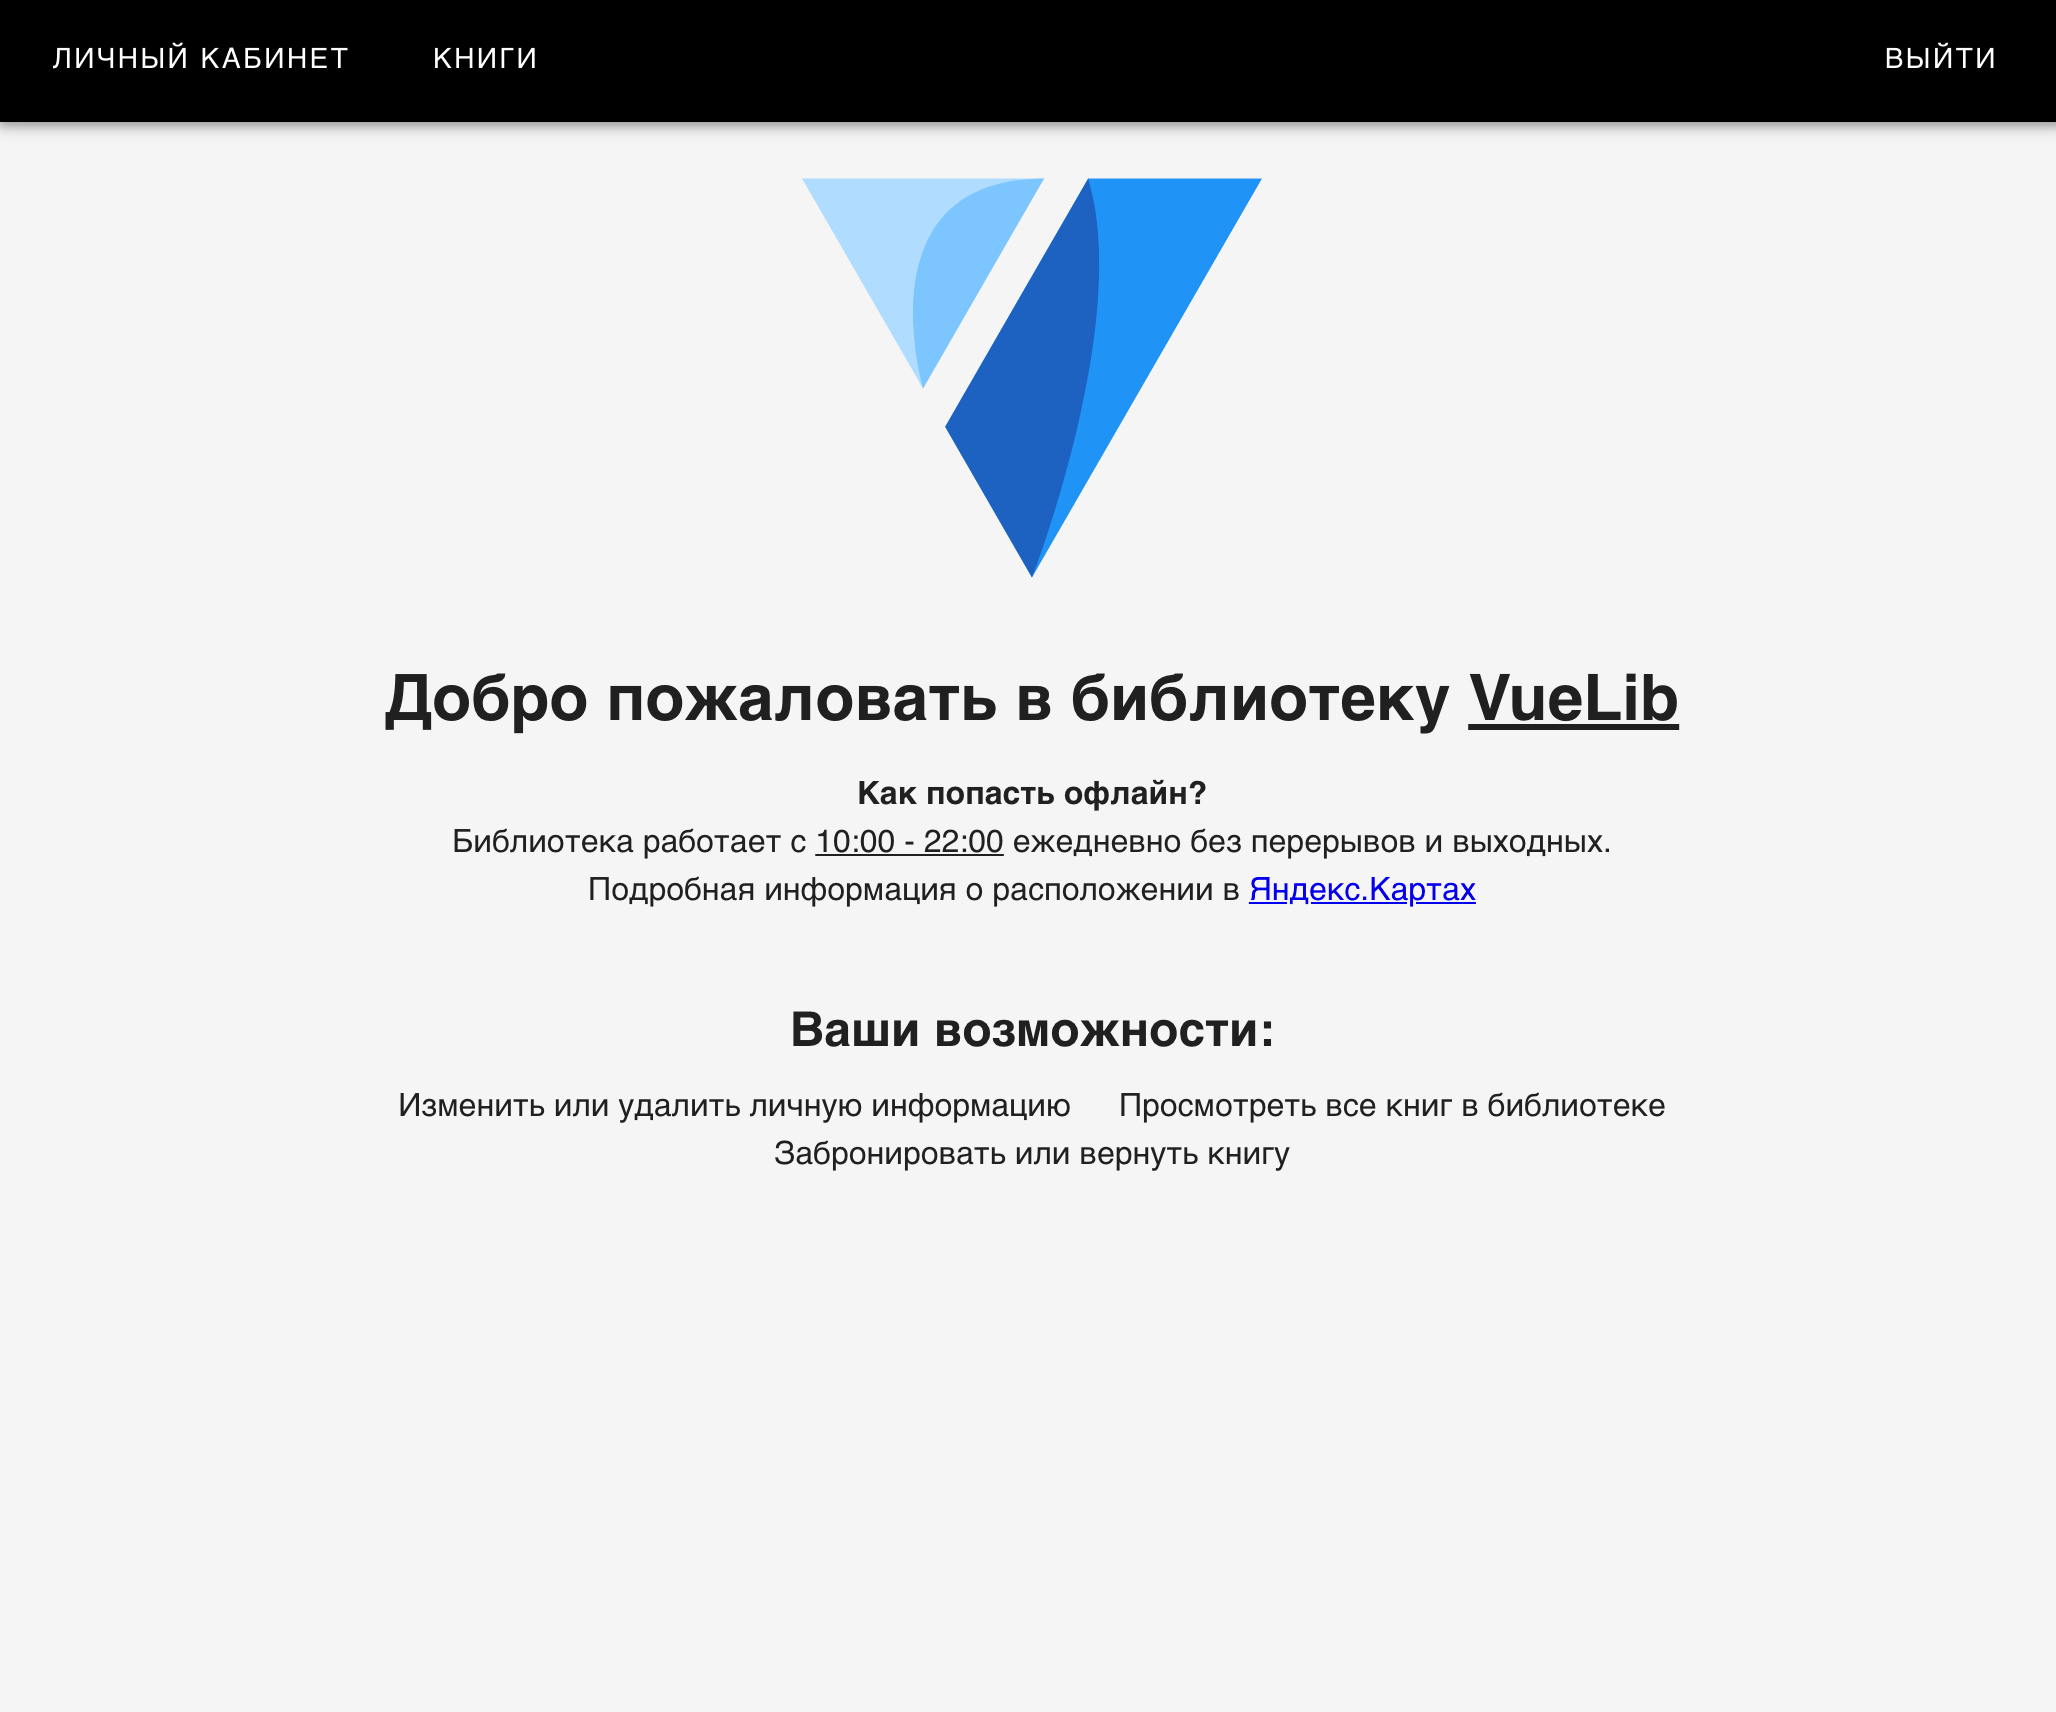 ЛИЧНЫЙ КАБИНЕТ КНИГИ ВЫЙТИ
Добро пожаловать в библиотеку VueLib
Как попасть офлайн?
Библиотека работает с 10:00 - 22:00 ежедневно без перерывов и выходных.
Подробная информация о расположении в Яндекс.Картах
Ваши возможности:
Изменить или удалить личную информацию Просмотреть все книг в библиотеке
Забронировать или вернуть книгу